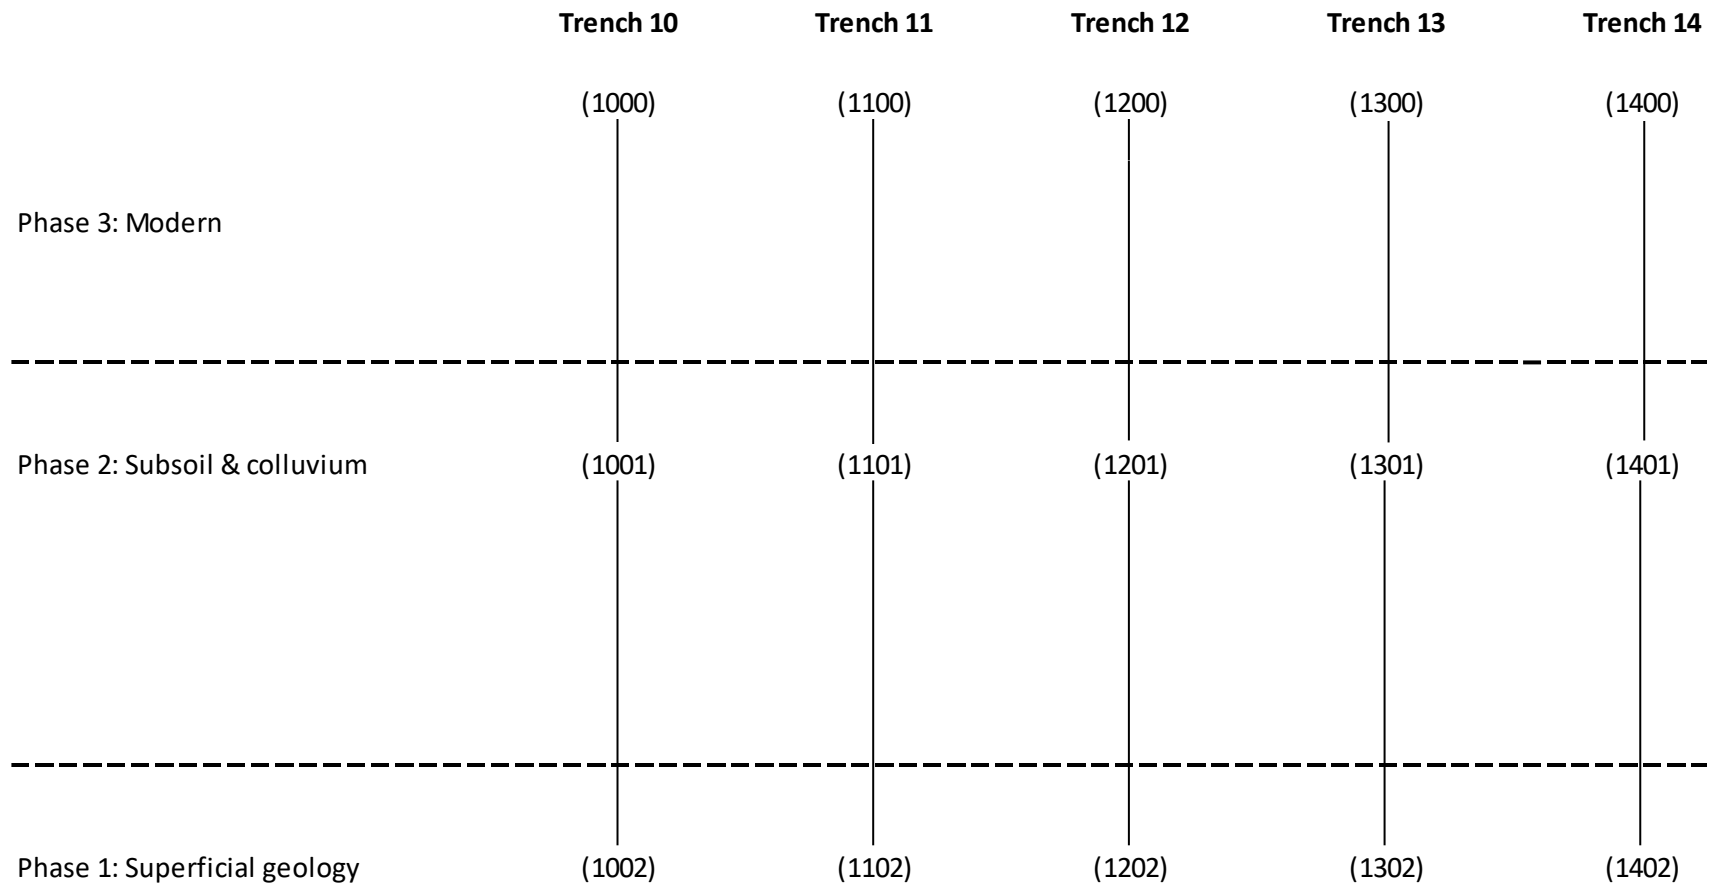 Trench 10 Trench 11 Trench 12 Trench 13 Trench 14
(1000) (1100) (1200) (1300) (1400)
Phase 3: Modern
Phase 2: Subsoil & colluvium (1001) (1101) (1201) (1301) (1401)
Phase 1: Superficial geology (1002) (1102) (1202) (1302) (1402)